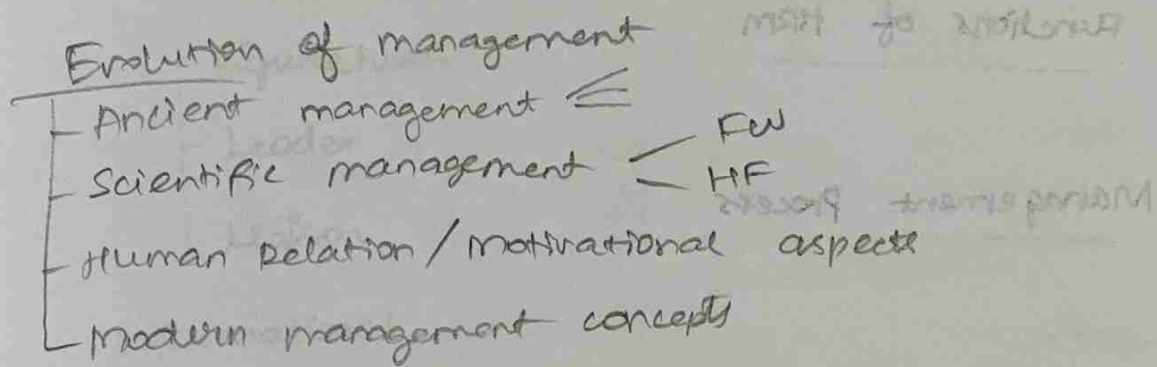 Evolution of management
Ancient management
Scientific management FW
HF
Human Relation / motivational aspects
Modern management concepts